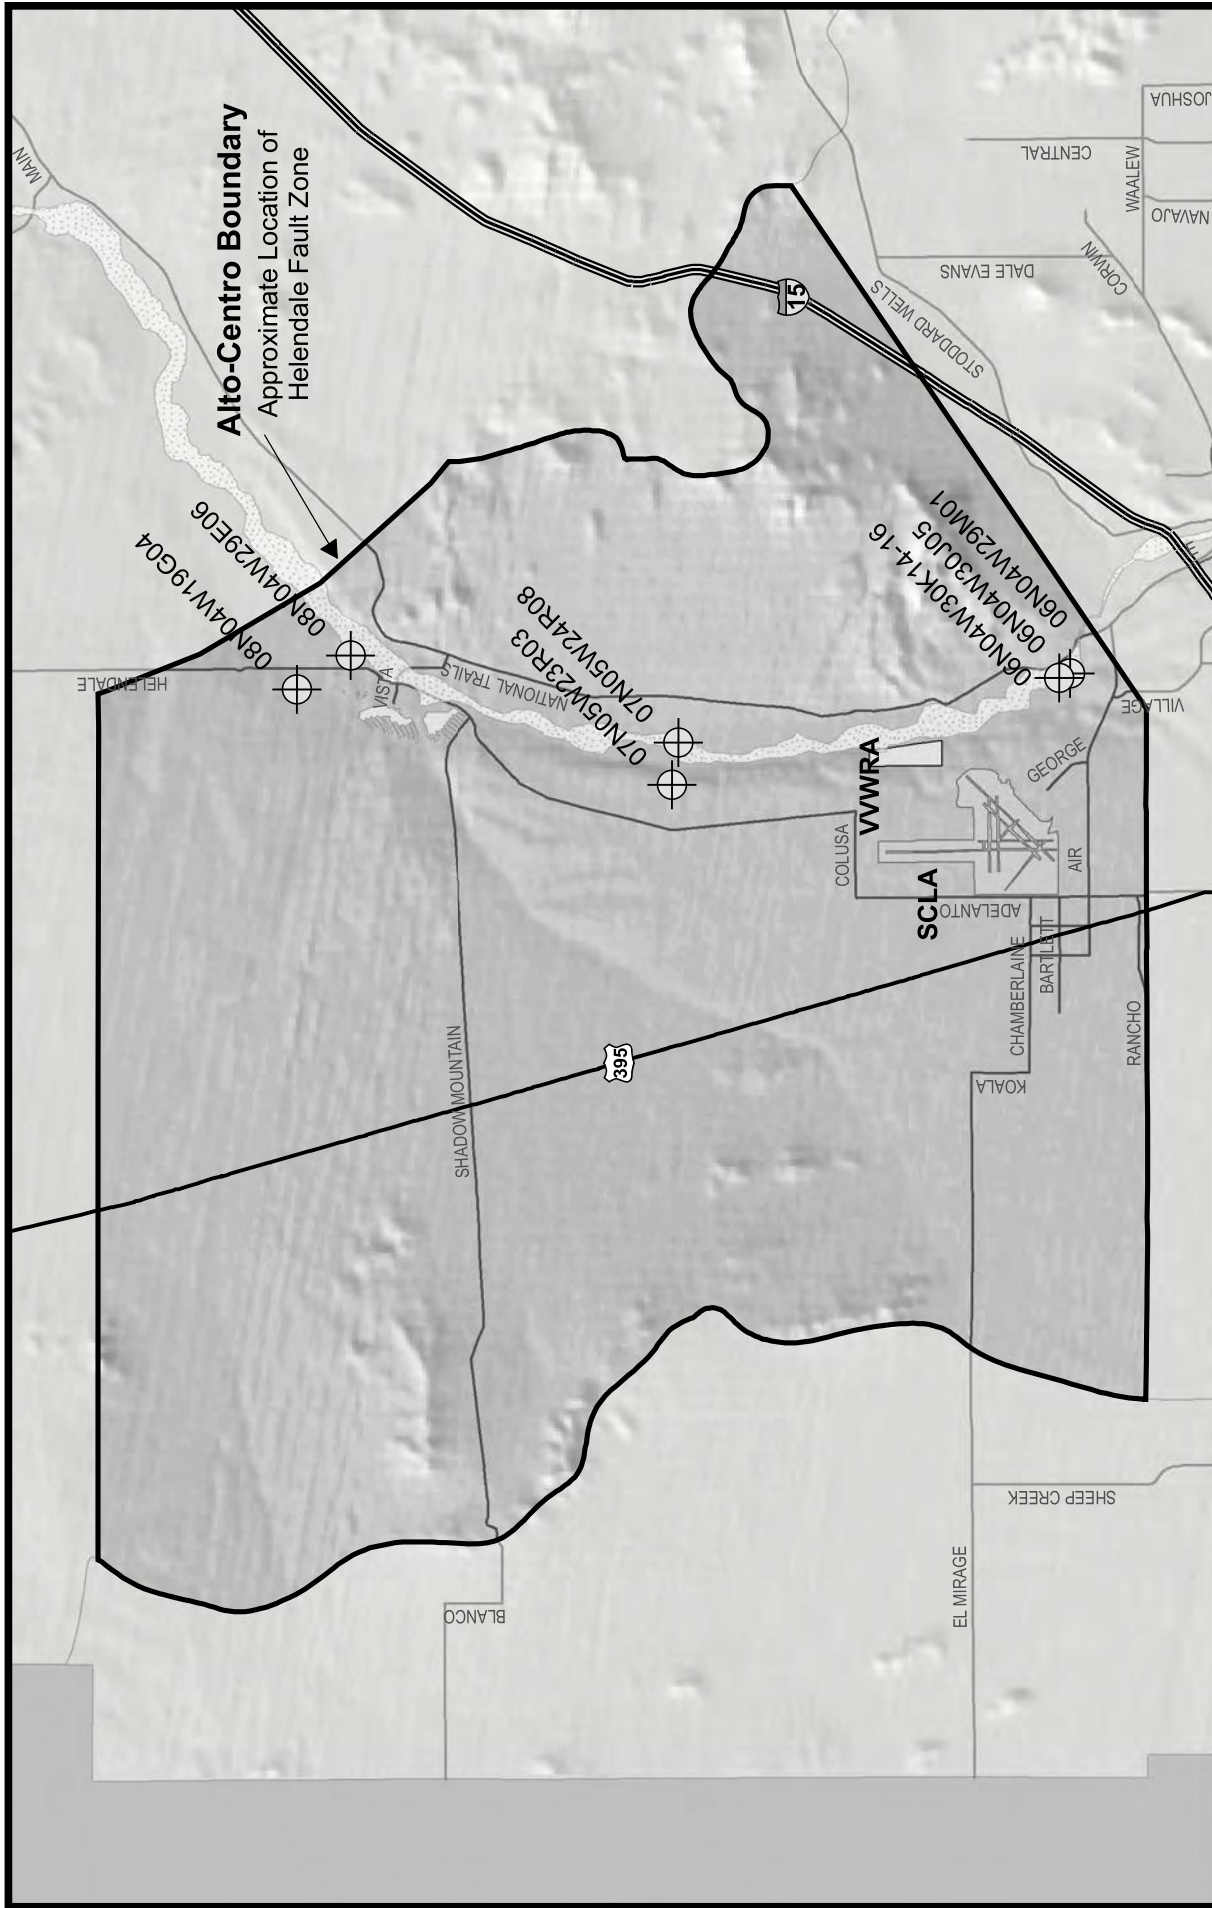 MAIN
Alto-Centro Boundary
Approximate Location of
Helendale Fault Zone
JOSHUA
CENTRAL
WAALEW
NAVAJO
DALE EVANS
CORWIN
STODDARD WELLS
15
08N04W29E06
08N04W19G04
HELENDALE
VISTA
NATIONAL TRAILS
07N05W24R08
07N05W23R03
06N04W29M01
06N04W30J05
06N04W30K14-16
VILLAGE
VVWRA
GEORGE
COLUSA
AIR
SCLA
ADELANTO
CHAMBERLAINE
BARTLETT
RANCHO
KOALA
395
SHADOW MOUNTAIN
SHEEP CREEK
EL MIRAGE
BLANCO